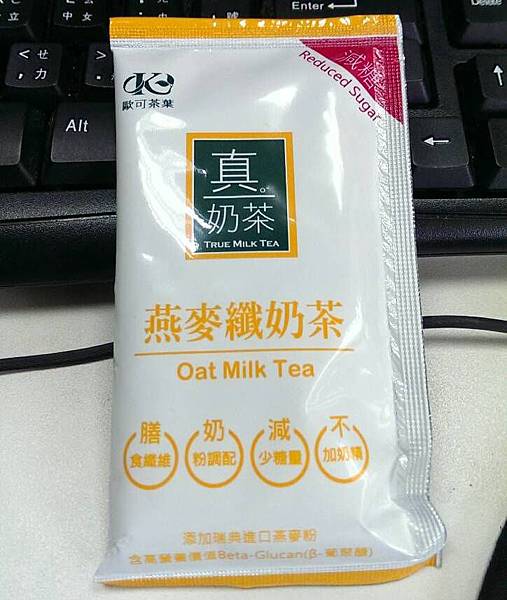 Enter
Delete
號
ㄝ
，
ㄤ
Alt
減糖
Reduced Sugar
歐可茶葉
真
奶茶
TRUE MILK TEA
燕麥纖奶茶
Oat Milk Tea
膳 奶 減 不
食纖維 粉調配 少糖量 加奶精
添加瑞典進口燕麥粉
含高營養價值Beta-Glucan(β-葡聚醣)